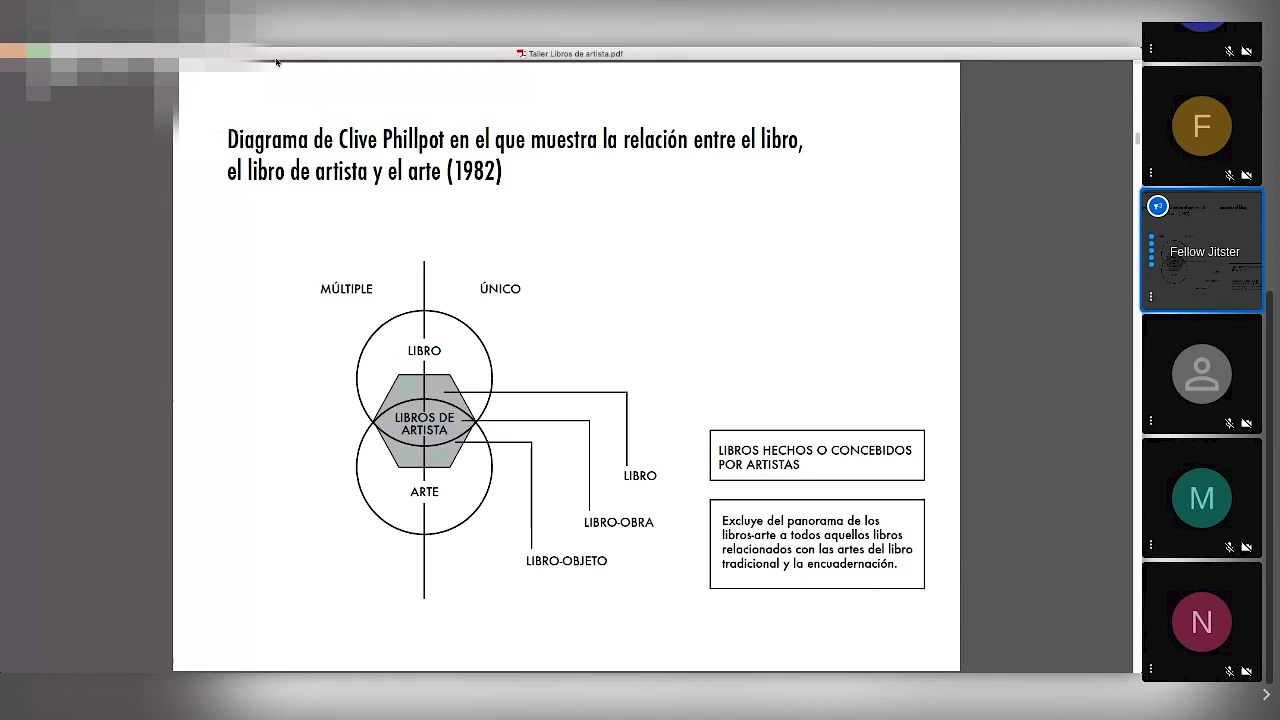 Taller Libros de artista.pdf
Diagrama de Clive Phillpot en el que muestra la relación entre el libro,
el libro de artista y el arte (1982)
MÚLTIPLE
ÚNICO
LIBRO
LIBROS DE
ARTISTA
ARTE
LIBRO
LIBRO-OBRA
LIBRO-OBJETO
LIBROS HECHOS O CONCEBIDOS
POR ARTISTAS
Excluye del panorama de los
libros-arte a todos aquellos libros
relacionados con las artes del libro
tradicional y la encuadernación.
F
Fellow Jitster
M
N